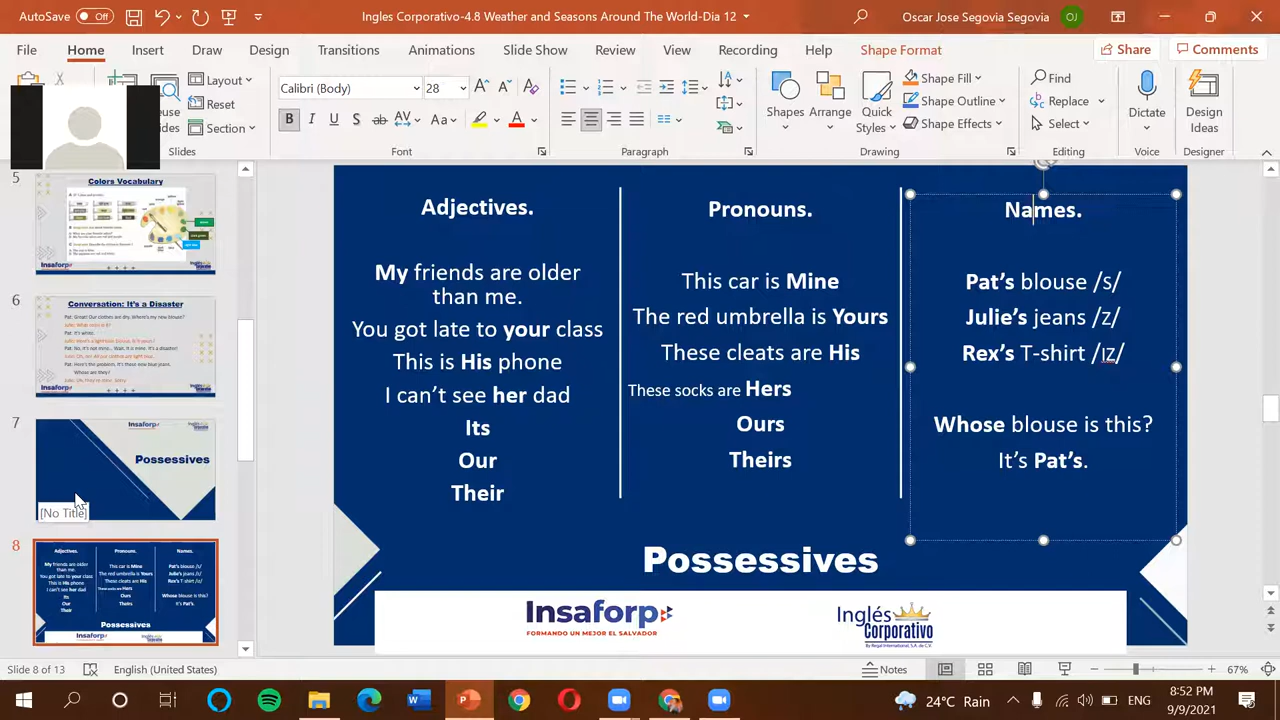 AutoSave Off
Ingles Corporativo-4.8 Weather and Seasons Around The World-Dia 12
Oscar Jose Segovia Segovia
OJ
File Home Insert Draw Design Transitions Animations Slide Show Review View Recording Help Shape Format
Share Comments
Layout
Reset
Section
Slides
Calibri (Body) 28
Font
Paragraph
Shapes
Arrange
Quick Styles
Shape Fill
Shape Outline
Shape Effects
Drawing
Find
Replace
Select
Editing
Dictate
Voice
Design Ideas
Designer
5
Colors Vocabulary
6
Conversation: It's a Disaster
7
Possessives
[No Title]
8
Adjectives.
My friends are older
than me.
You got late to your class
This is His phone
I can't see her dad
Its
Our
Their
Pronouns.
This car is Mine
The red umbrella is Yours
These cleats are His
These socks are Hers
Ours
Theirs
Names.
Pat's blouse /s/
Julie's jeans /z/
Rex's T-shirt /ɪz/
Whose blouse is this?
It's Pat's.
Possessives
Insaforp
FORMANDO UN MEJOR EL SALVADOR
Inglés
Corporativo
By Regal International, S.A. de C.V.
Slide 8 of 13
English (United States)
Notes
67%
24°C Rain
ENG
8:52 PM
9/9/2021